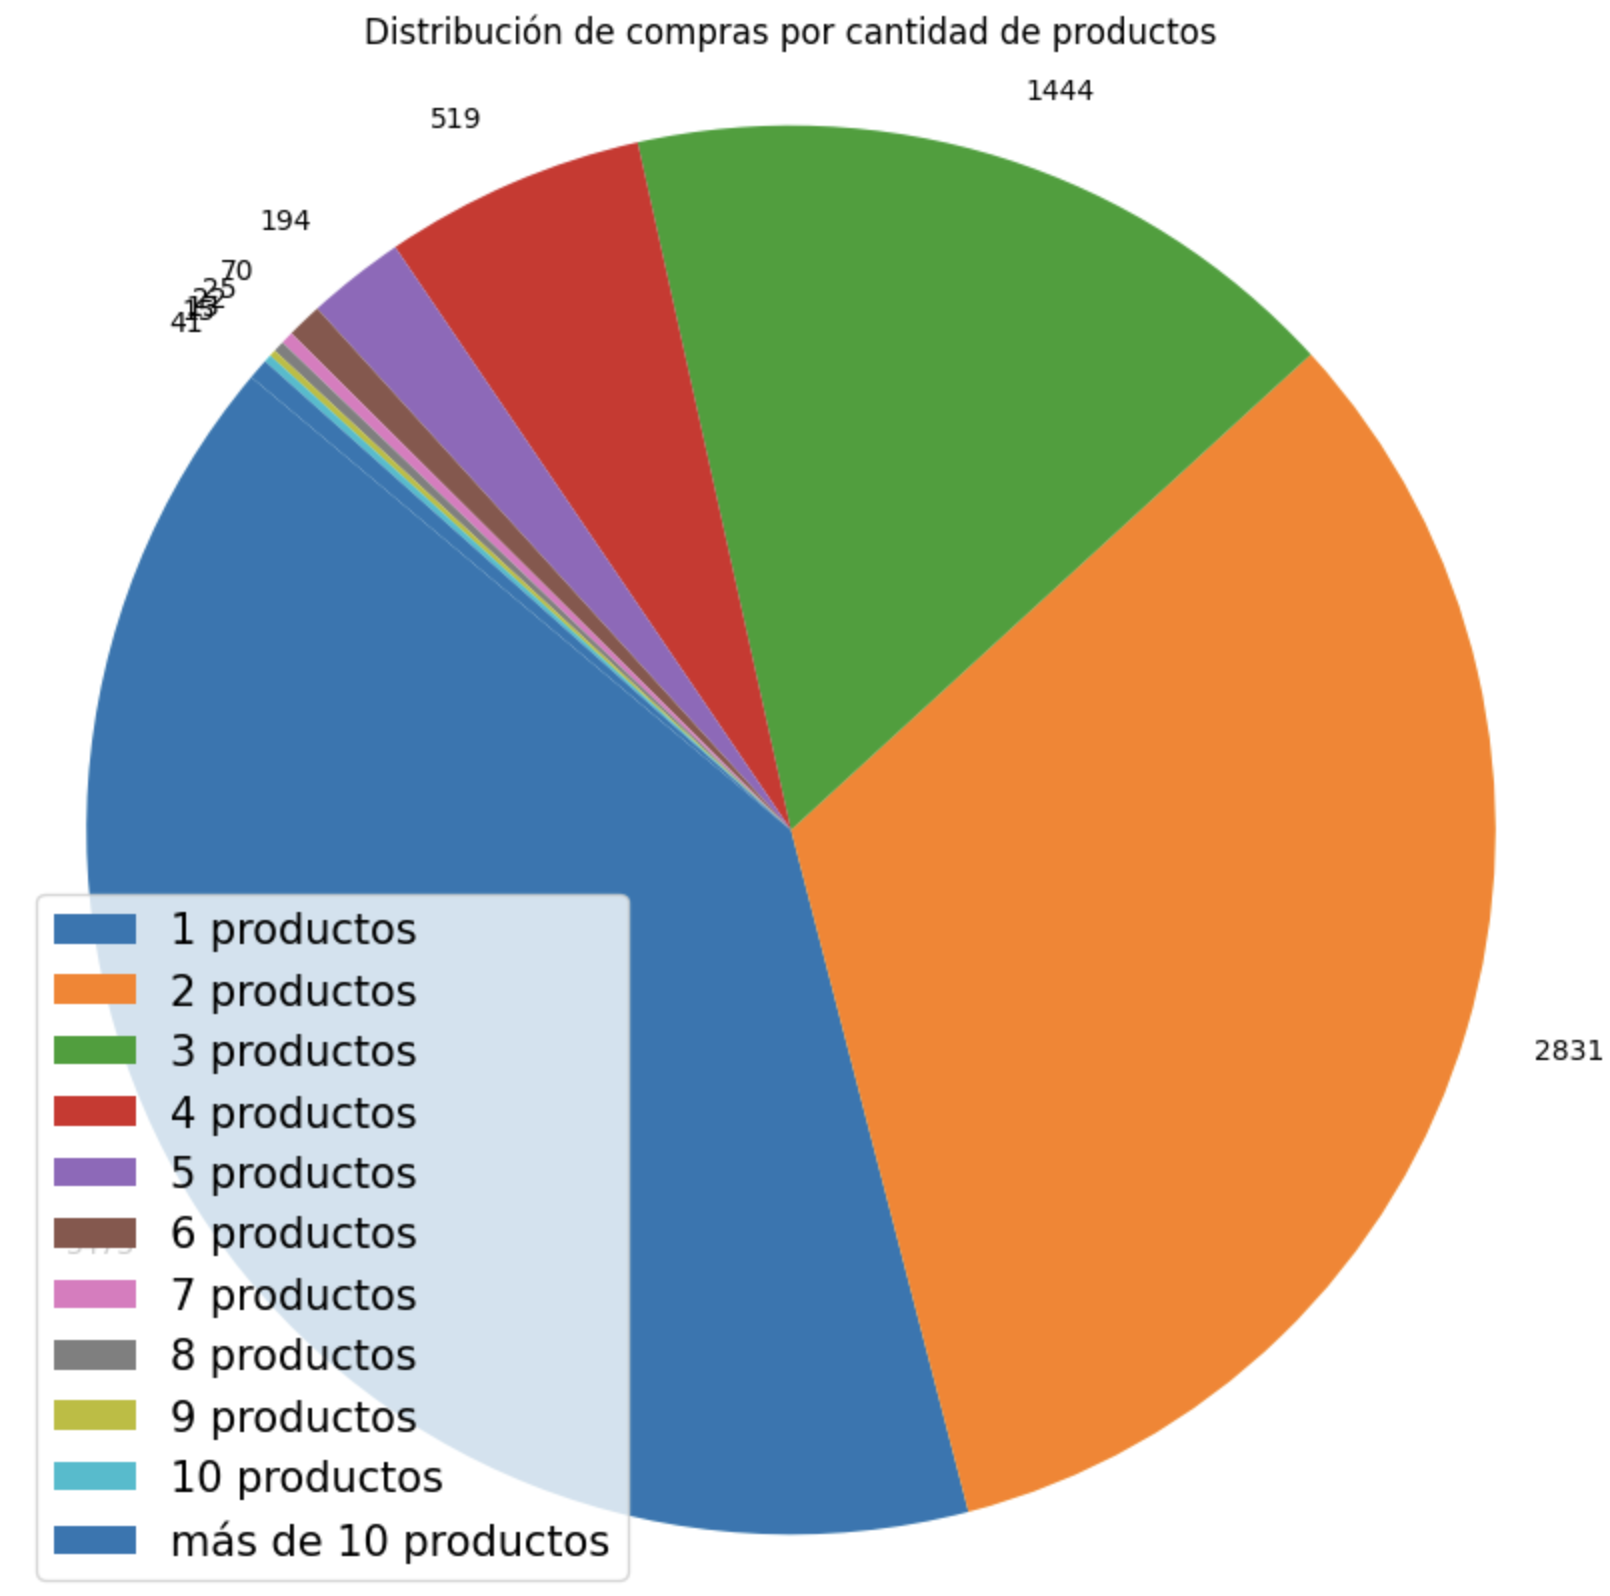 Distribución de compras por cantidad de productos
1444
519
194
70
25
41
2831
1 productos
2 productos
3 productos
4 productos
5 productos
6 productos
7 productos
8 productos
9 productos
10 productos
más de 10 productos